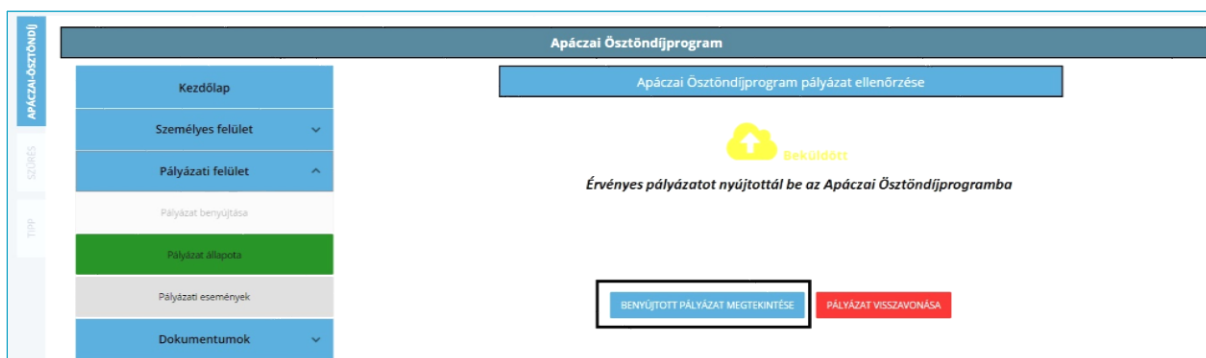 APÁCZAI-ÖSZTÖNDÍJ
SZŰRÉS
TIPP
Apáczai Ösztöndíjprogram
Kezdőlap
Személyes felület
Pályázati felület
Pályázat benyújtása
Pályázat állapota
Pályázati események
Dokumentumok
Apáczai Ösztöndíjprogram pályázat ellenőrzése
Beküldött
Érvényes pályázatot nyújtottál be az Apáczai Ösztöndíjprogramba
BENYÚJTOTT PÁLYÁZAT MEGTEKINTÉSE
PÁLYÁZAT VISSZAVONÁSA